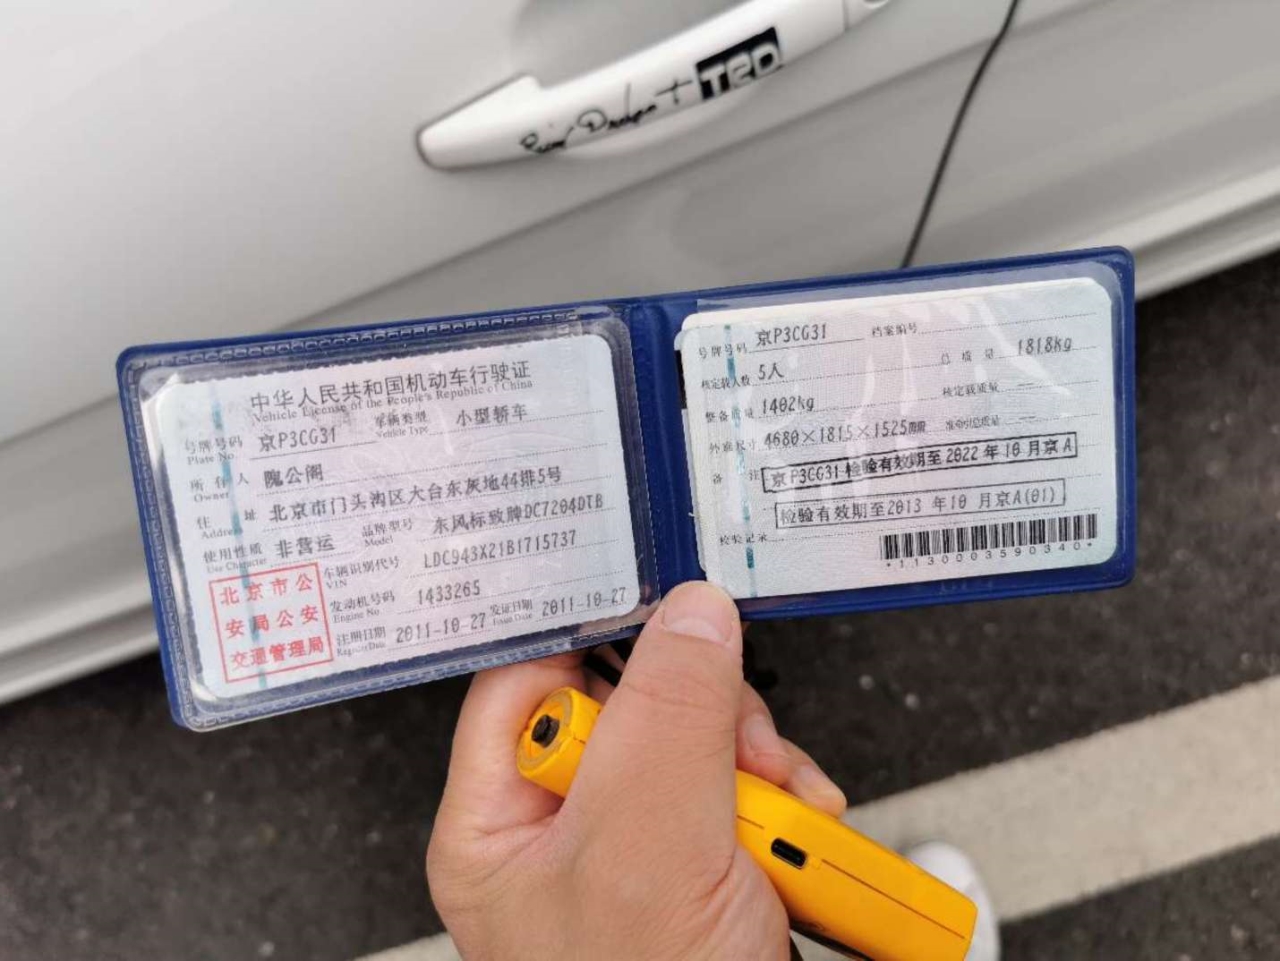 TRD
中华人民共和国机动车行驶证
Vehicle License of the People's Republic of China
号牌号码 京P3CG31 车辆类型 小型轿车
Plate No. Vehicle Type
所有人 隗公阁
Owner
住址 北京市门头沟区大台东灰地44排5号
Address
使用性质 非营运 品牌型号 东风标致牌DC7204DTB
Use Character Model
车辆识别代号 LDC943X21B1715737
VIN
发动机号码 1433265
Engine No.
注册日期 2011-10-27 发证日期 2011-10-27
Register Date Issue Date
北京市公
安局公安
交通管理局
号牌号码 京P3CG31 档案编号
核定载人数 5人 总质量 1818kg
整备质量 1402kg 核定载质量 --
外廓尺寸 4680×1815×1525mm 准牵引总质量 --
备注 京P3CG31 检验有效期至 2022 年 10 月 京 A
检验有效期至2013 年10 月京A(01)
检验记录
*1130003590340*